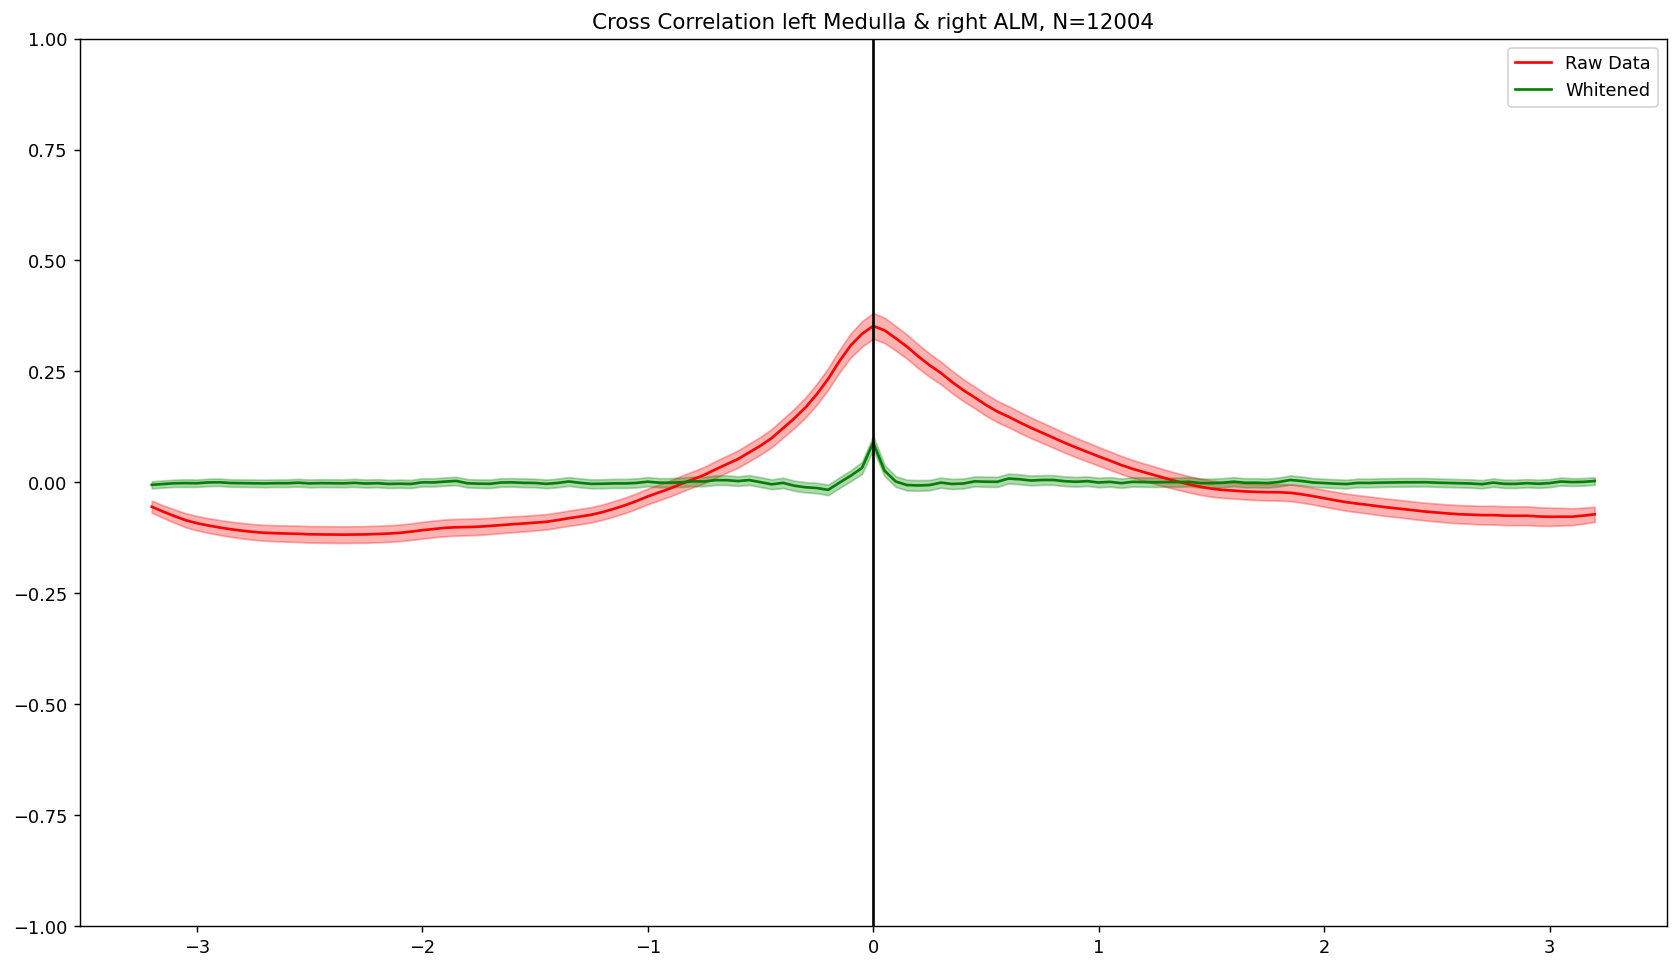 Cross Correlation left Medulla & right ALM, N=12004
1.00
0.75
0.50
0.25
0.00
−0.25
−0.50
−0.75
−1.00
Raw Data
Whitened
−3 −2 −1 0 1 2 3